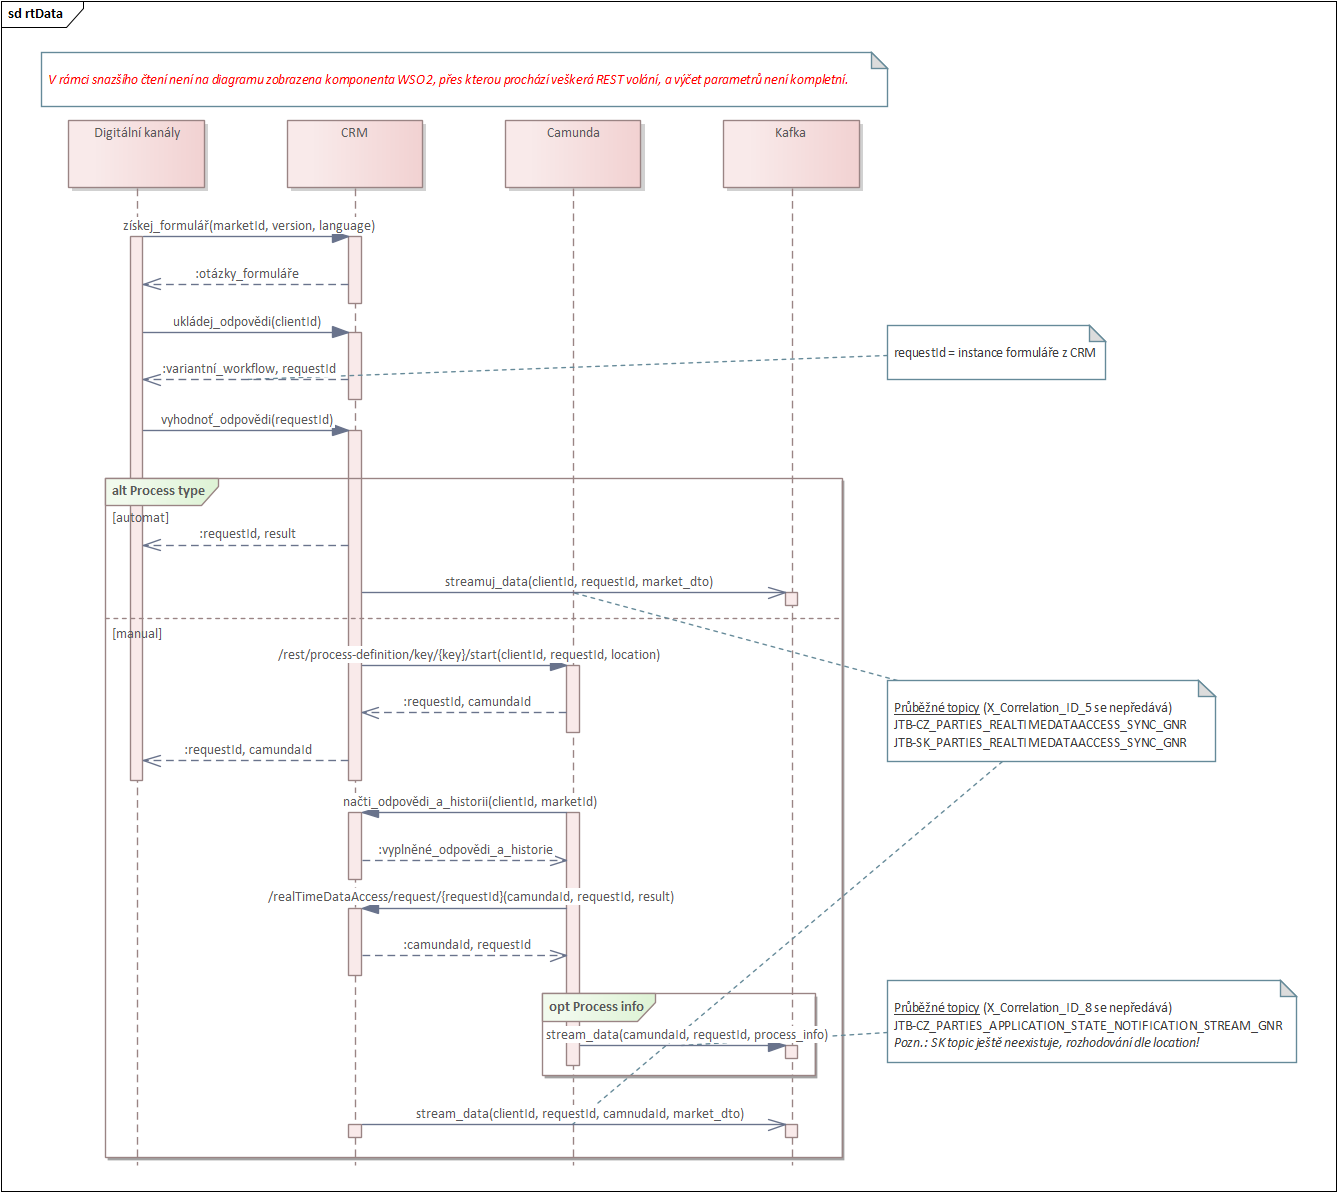 sd rtData
V rámci snazšího čtení není na diagramu zobrazena komponenta WSO2, přes kterou prochází veškerá REST volání, a výčet parametrů není kompletní.
Digitální kanály
CRM
Camunda
Kafka
získej_formulář(marketId, version, language)
:otázky_formuláře
ukládej_odpovědi(clientId)
requestId = instance formuláře z CRM
:variantní_workflow, requestId
vyhodnoť_odpovědi(requestId)
alt Process type
[automat]
:requestId, result
streamuj_data(clientId, requestId, market_dto)
[manual]
/rest/process-definition/key/{key}/start(clientId, requestId, location)
:requestId, camundaId
Průběžné topicy (X_Correlation_ID_5 se nepředává)
JTB-CZ_PARTIES_REALTIMEDATAACCESS_SYNC_GNR
JTB-SK_PARTIES_REALTIMEDATAACCESS_SYNC_GNR
:requestId, camundaId
načti_odpovědi_a_historii(clientId, marketId)
:vyplněné_odpovědi_a_historie
/realTimeDataAccess/request/{requestId}(camundaId, requestId, result)
:camundaId, requestId
opt Process info
stream_data(camundaId, requestId, process_info)
Průběžné topicy (X_Correlation_ID_8 se nepředává)
JTB-CZ_PARTIES_APPLICATION_STATE_NOTIFICATION_STREAM_GNR
Pozn.: SK topic ještě neexistuje, rozhodování dle location!
stream_data(clientId, requestId, camnudaId, market_dto)